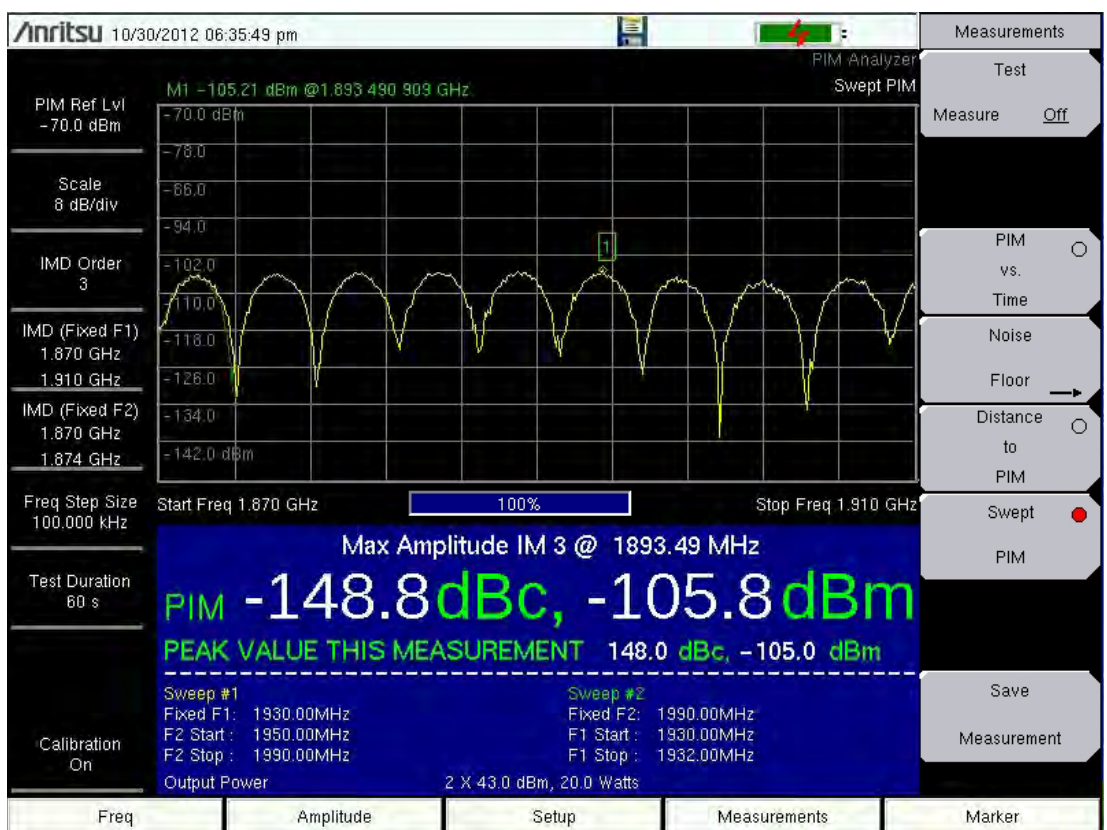 Anritsu 10/30/2012 06:35:49 pm
PIM Analyzer
Swept PIM
M1 -105.21 dBm @1.893 490 909 GHz
PIM Ref Lvl
-70.0 dBm
Scale
8 dB/div
IMD Order
3
IMD (Fixed F1)
1.870 GHz
1.910 GHz
IMD (Fixed F2)
1.870 GHz
1.874 GHz
Freq Step Size
100.000 kHz
Test Duration
60 s
Calibration
On
-70.0 dBm
-78.0
-86.0
-94.0
-102.0
-110.0
-118.0
-126.0
-134.0
-142.0 dBm
1
Start Freq 1.870 GHz
100%
Stop Freq 1.910 GHz
Max Amplitude IM 3 @ 1893.49 MHz
PIM -148.8 dBc, -105.8 dBm
PEAK VALUE THIS MEASUREMENT 148.0 dBc, -105.0 dBm
Sweep #1
Fixed F1: 1930.00MHz
F2 Start : 1950.00MHz
F2 Stop : 1990.00MHz
Sweep #2
Fixed F2: 1990.00MHz
F1 Start : 1930.00MHz
F1 Stop : 1932.00MHz
Output Power 2 X 43.0 dBm, 20.0 Watts
Measurements
Test
Measure Off
PIM
vs.
Time
Noise
Floor
Distance
to
PIM
Swept
PIM
Save
Measurement
Freq
Amplitude
Setup
Measurements
Marker